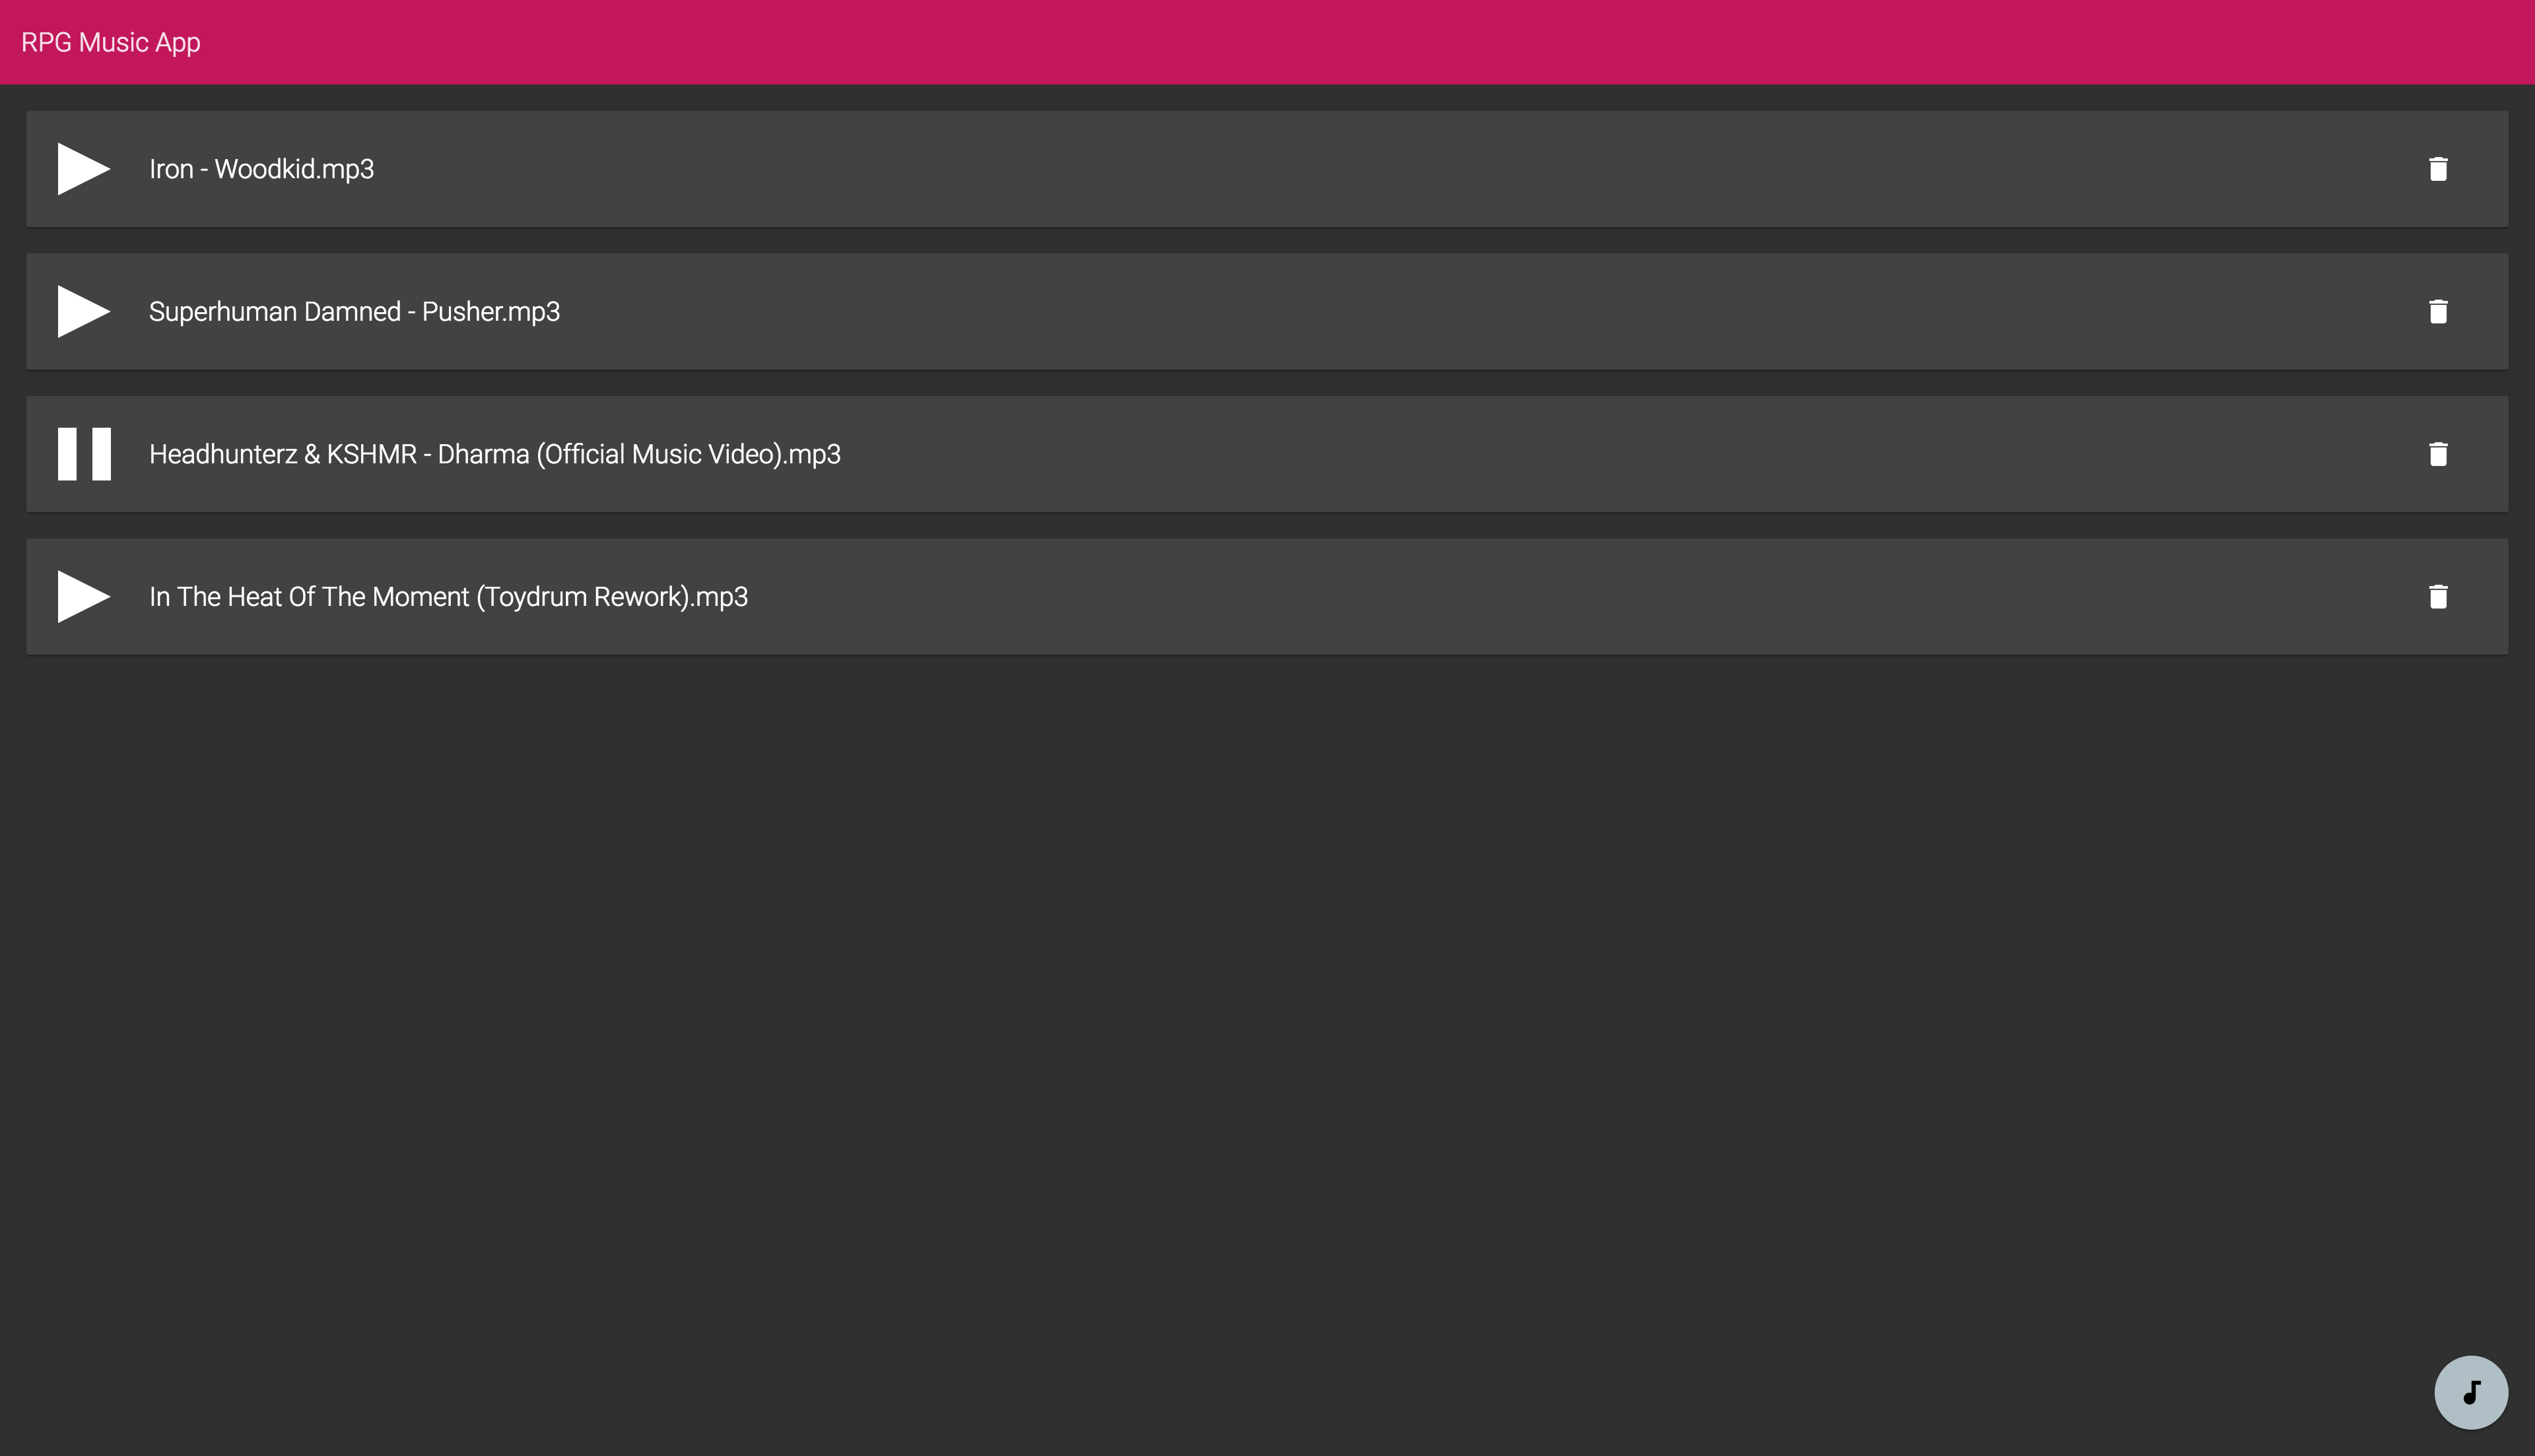 RPG Music App
Iron - Woodkid.mp3
Superhuman Damned - Pusher.mp3
Headhunterz & KSHMR - Dharma (Official Music Video).mp3
In The Heat Of The Moment (Toydrum Rework).mp3